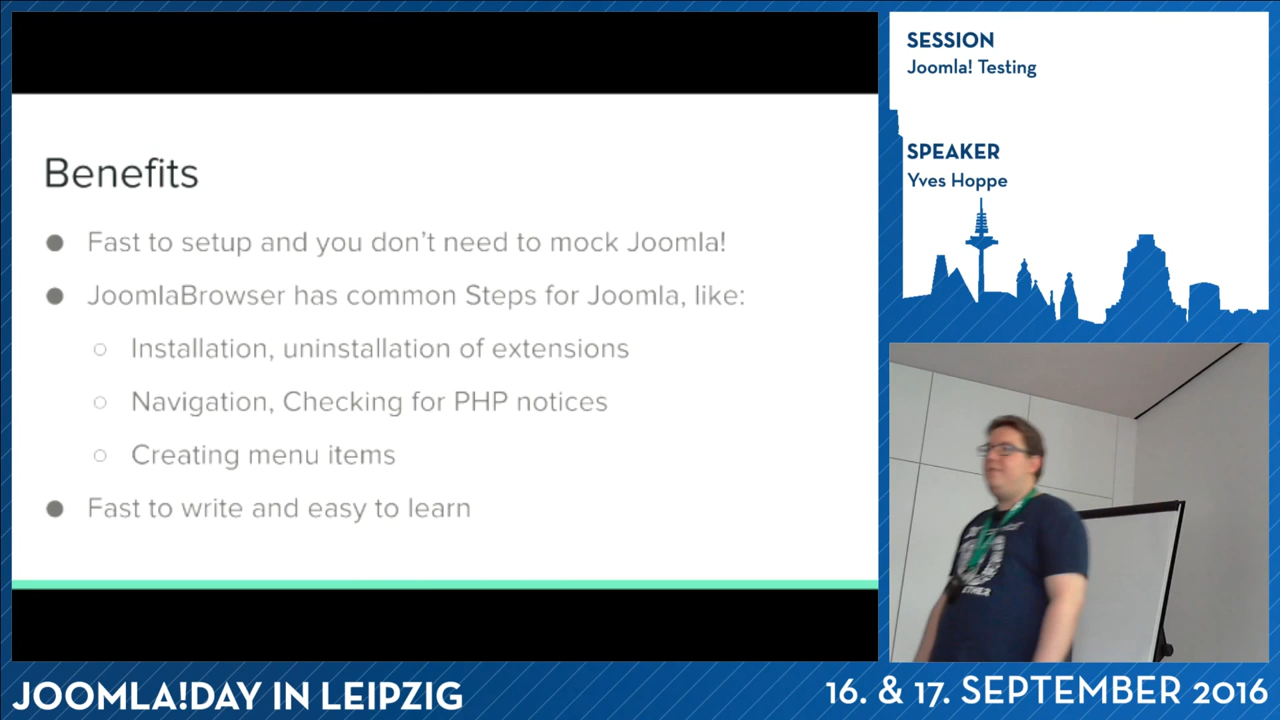 Benefits
● Fast to setup and you don't need to mock Joomla!
● JoomlaBrowser has common Steps for Joomla, like:
○ Installation, uninstallation of extensions
○ Navigation, Checking for PHP notices
○ Creating menu items
● Fast to write and easy to learn
SESSION
Joomla! Testing
SPEAKER
Yves Hoppe
JOOMLA!DAY IN LEIPZIG
16. & 17. SEPTEMBER 2016